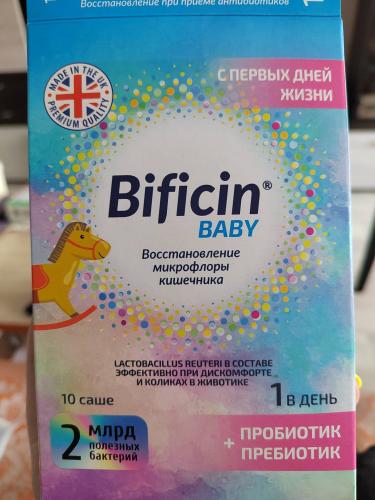 Восстановление при приеме антибиотиков
С ПЕРВЫХ ДНЕЙ
ЖИЗНИ
MADE IN THE UK
PREMIUM QUALITY
Bificin®
BABY
Восстановление
микрофлоры
кишечника
LACTOBACILLUS REUTERI В СОСТАВЕ
ЭФФЕКТИВНО ПРИ ДИСКОМФОРТЕ
И КОЛИКАХ В ЖИВОТИКЕ
10 саше
1 В ДЕНЬ
2 МЛРД
полезных
бактерий
+ ПРОБИОТИК
ПРЕБИОТИК